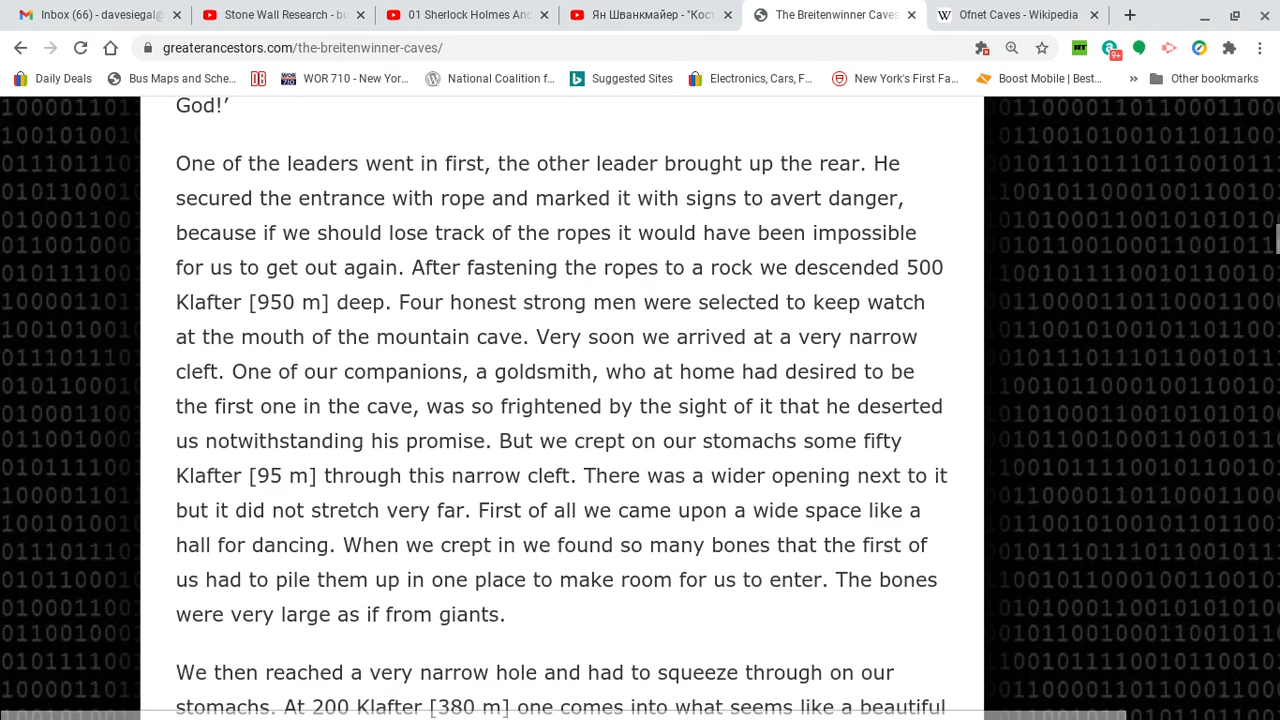 Inbox (66) - davesiegal@
Stone Wall Research - bu
01 Sherlock Holmes And
Ян Шванкмайер - "Кост
The Breitenwinner Caves
Ofnet Caves - Wikipedia
greaterancestors.com/the-breitenwinner-caves/
RT
a
9+
Daily Deals
Bus Maps and Sche...
DB
WOR 710 - New Yor...
National Coalition f...
Suggested Sites
Electronics, Cars, F...
New York's First Fa...
Boost Mobile | Best...
»
Other bookmarks
God!’
One of the leaders went in first, the other leader brought up the rear. He
secured the entrance with rope and marked it with signs to avert danger,
because if we should lose track of the ropes it would have been impossible
for us to get out again. After fastening the ropes to a rock we descended 500
Klafter [950 m] deep. Four honest strong men were selected to keep watch
at the mouth of the mountain cave. Very soon we arrived at a very narrow
cleft. One of our companions, a goldsmith, who at home had desired to be
the first one in the cave, was so frightened by the sight of it that he deserted
us notwithstanding his promise. But we crept on our stomachs some fifty
Klafter [95 m] through this narrow cleft. There was a wider opening next to it
but it did not stretch very far. First of all we came upon a wide space like a
hall for dancing. When we crept in we found so many bones that the first of
us had to pile them up in one place to make room for us to enter. The bones
were very large as if from giants.
We then reached a very narrow hole and had to squeeze through on our
stomachs. At 200 Klafter [380 m] one comes into what seems like a beautiful